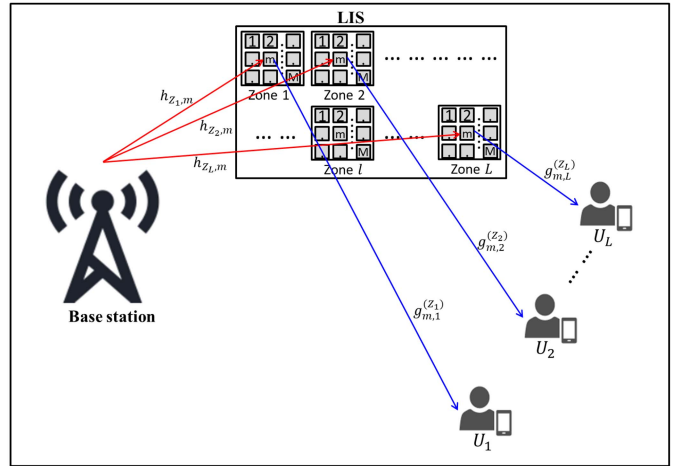 LIS
1 2 . 1 2 .
. m . . m . ... ... ... ... ...
. . M . . M
Zone 1 Zone 2
1 2 . 1 2 .
... ... . m . ... ... . m .
. . M . . M
Zone l Zone L
h_{Z_1,m}
h_{Z_2,m}
h_{Z_L,m}
g_{m,L}^{(Z_L)}
U_L
g_{m,2}^{(Z_2)}
U_2
g_{m,1}^{(Z_1)}
U_1
Base station